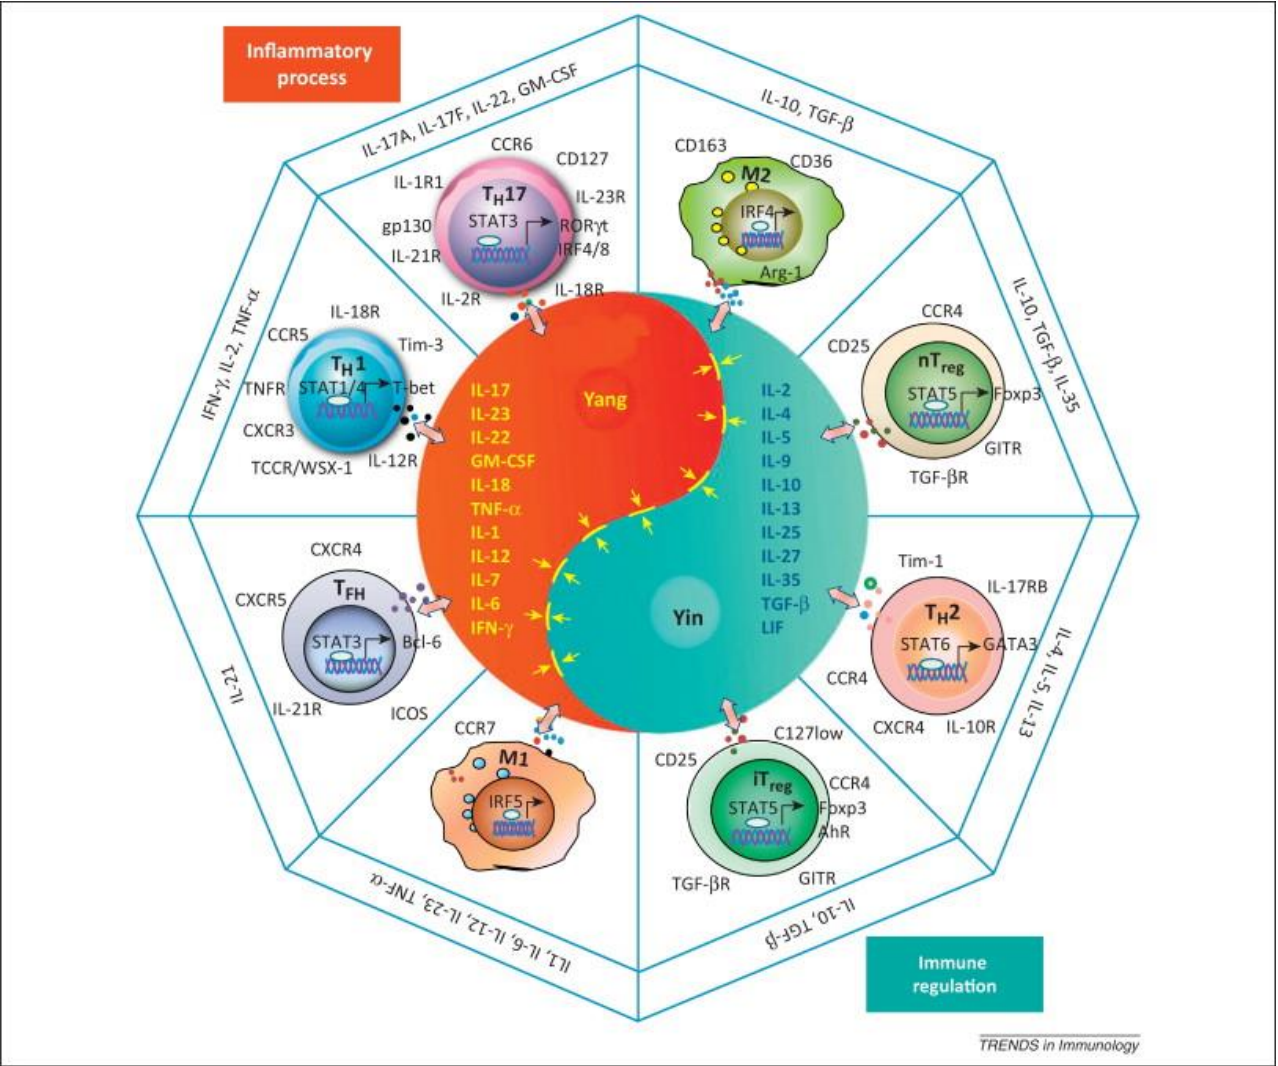 Inflammatory
process
IL-17A, IL-17F, IL-22, GM-CSF
IL-10, TGF-β
CCR6
CD127
IL-1R1
IL-23R
TH17
STAT3
RORγt
IRF4/8
gp130
IL-21R
IL-2R
IL-18R
CD163
CD36
M2
IRF4
Arg-1
IFN-γ, IL-2, TNF-α
IL-18R
CCR5
Tim-3
TH1
TNFR
STAT1/4
T-bet
CXCR3
TCCR/WSX-1
IL-12R
IL-10, TGF-β, IL-35
CCR4
CD25
nTreg
STAT5
Foxp3
GITR
TGF-βR
Yang
IL-17
IL-23
IL-22
GM-CSF
IL-18
TNF-α
IL-1
IL-12
IL-7
IL-6
IFN-γ
IL-2
IL-4
IL-5
IL-9
IL-10
IL-13
IL-25
IL-27
IL-35
TGF-β
LIF
Yin
IL-21
CXCR4
CXCR5
TFH
STAT3
Bcl-6
IL-21R
ICOS
Tim-1
IL-17RB
TH2
STAT6
GATA3
CCR4
CXCR4
IL-10R
IL-4, IL-5, IL-13
CCR7
M1
IRF5
IL1, IL-6, IL-12, IL-23, TNF-α
C127low
CD25
iTreg
CCR4
STAT5
Foxp3
AhR
TGF-βR
GITR
IL-10, TGF-β
Immune
regulation
TRENDS in Immunology